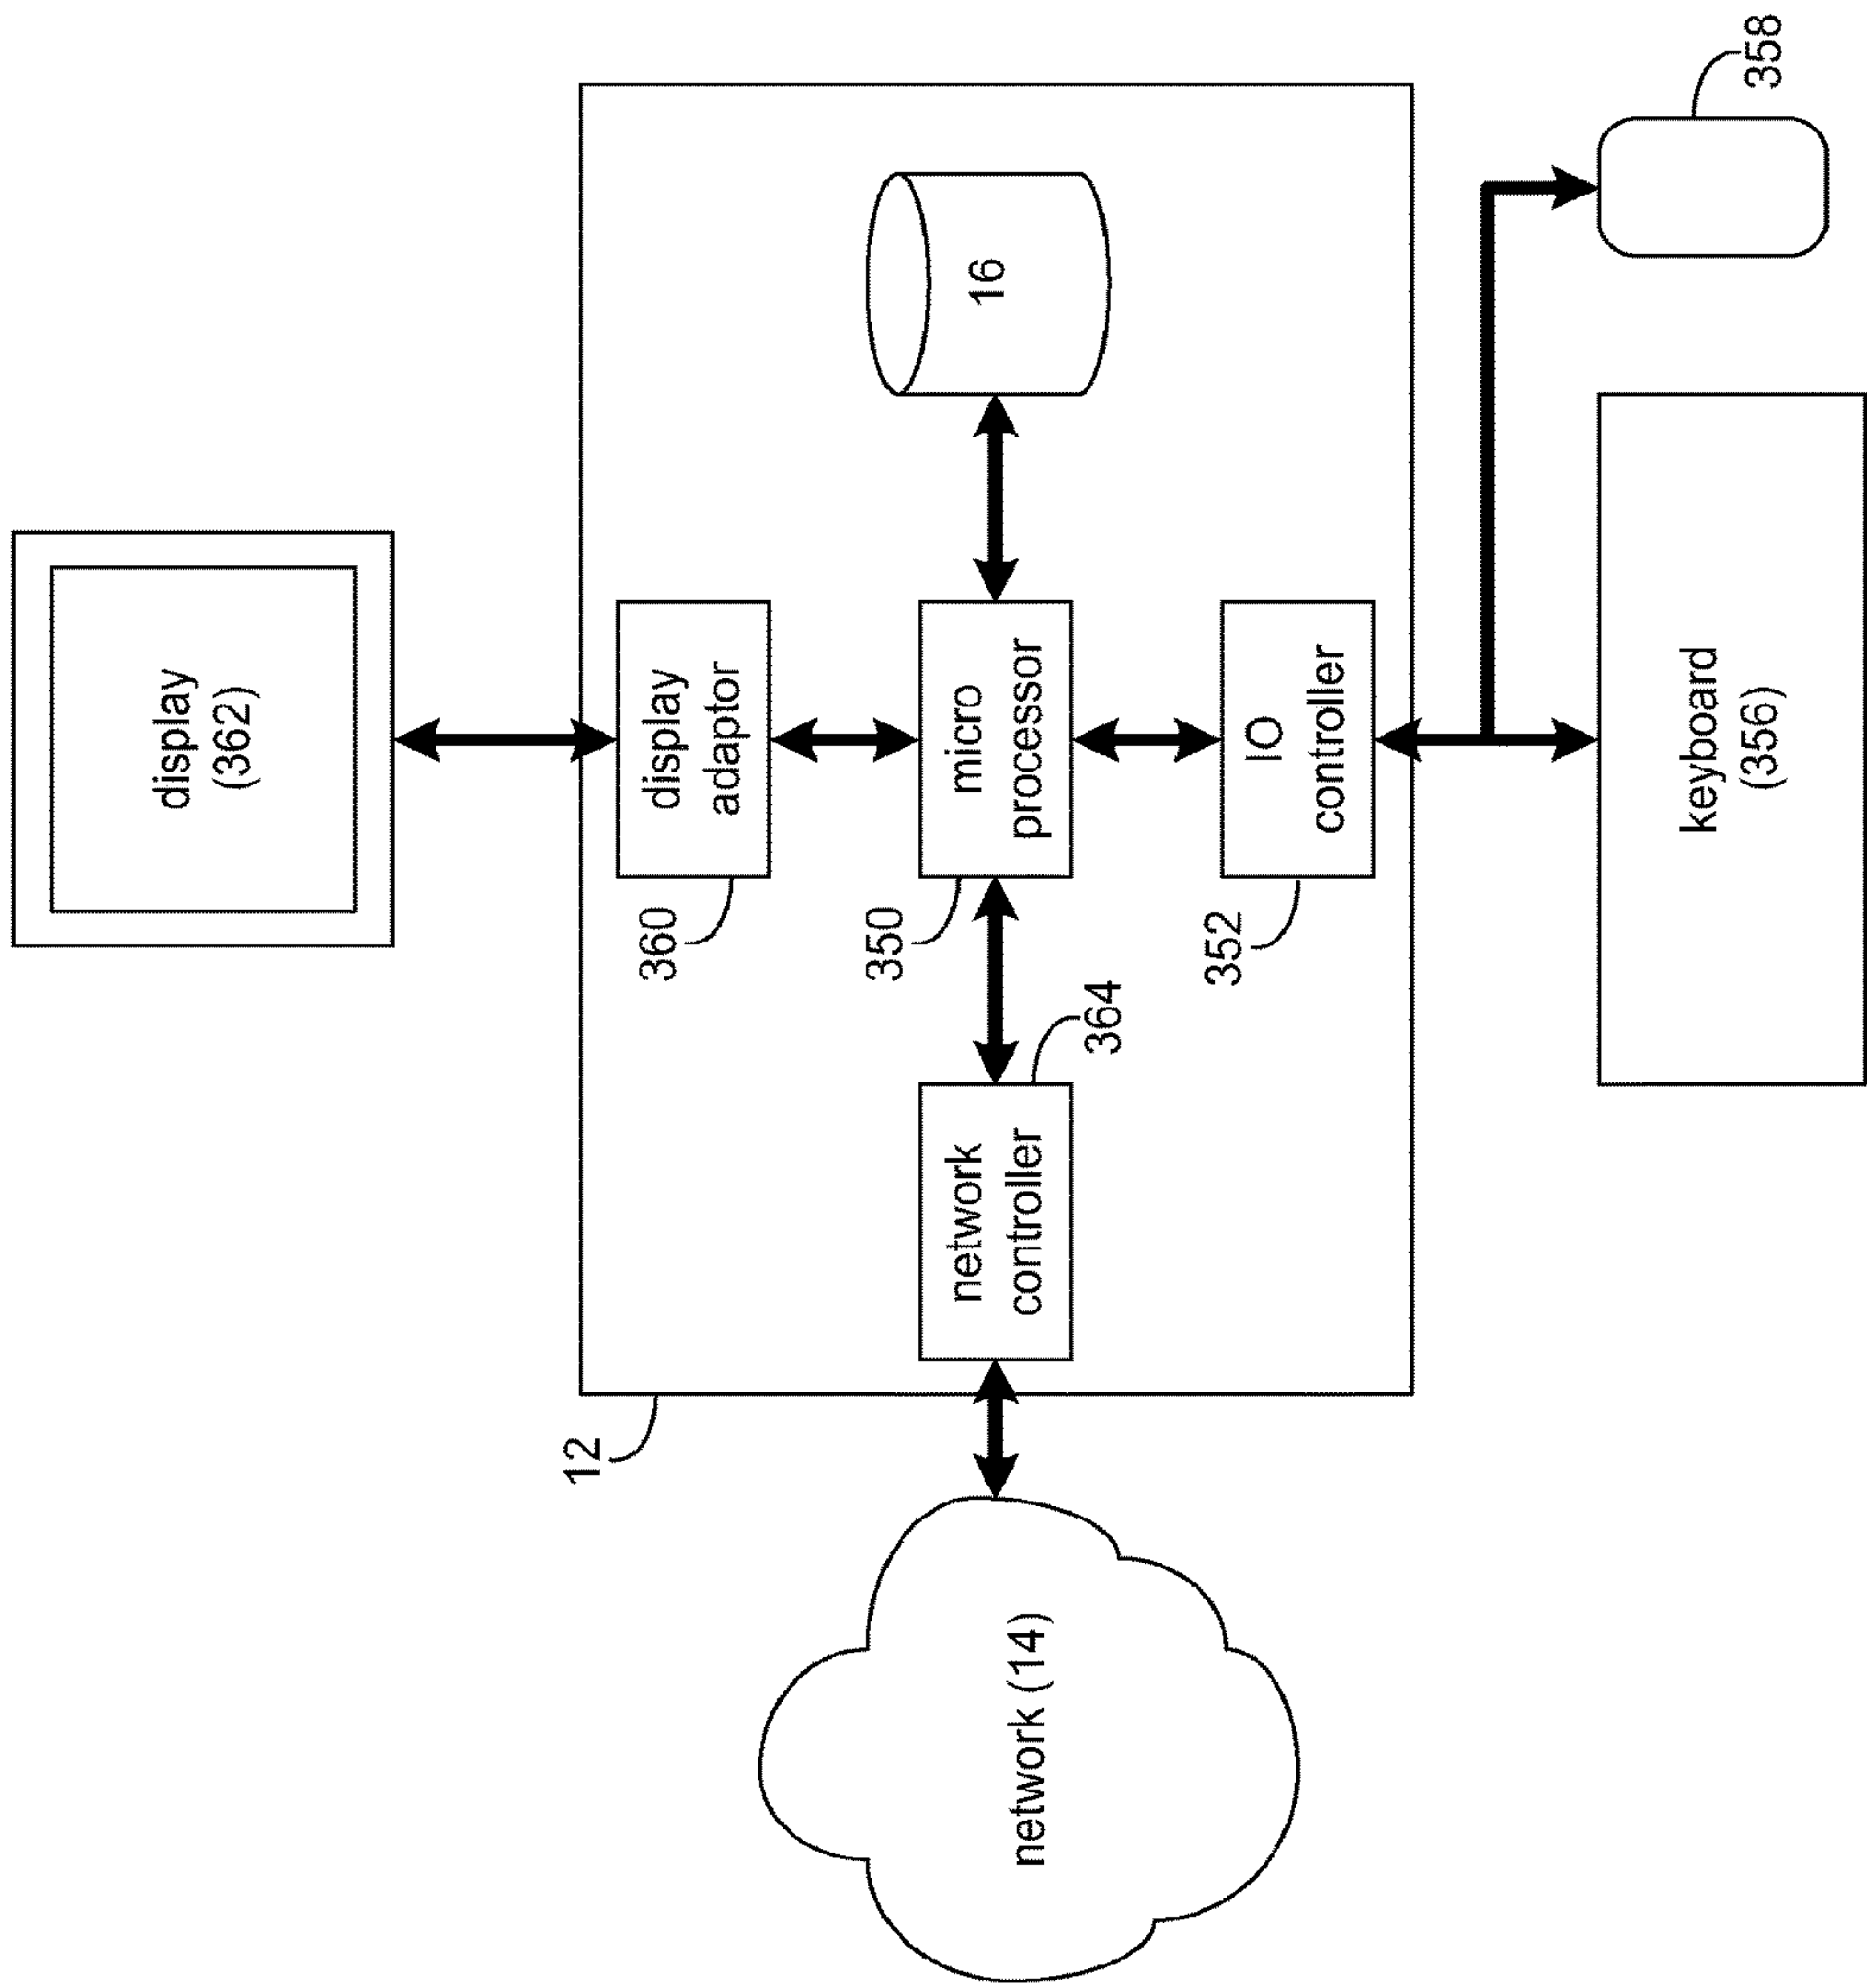 display
(362)
360
display
adaptor
12
350
micro
processor
16
364
network
controller
network (14)
352
IO
controller
358
keyboard
(356)